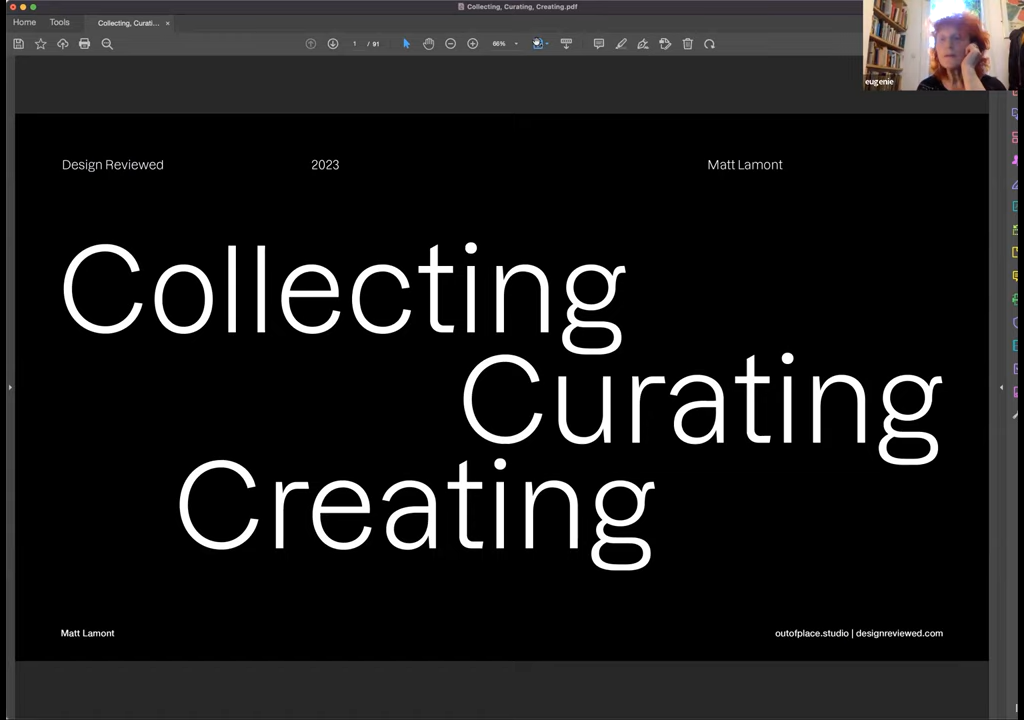 Collecting, Curating, Creating.pdf
Home Tools Collecting, Curati... ×
1 / 91 66%
eugenie
Design Reviewed 2023 Matt Lamont
Collecting
Curating
Creating
Matt Lamont outofplace.studio | designreviewed.com